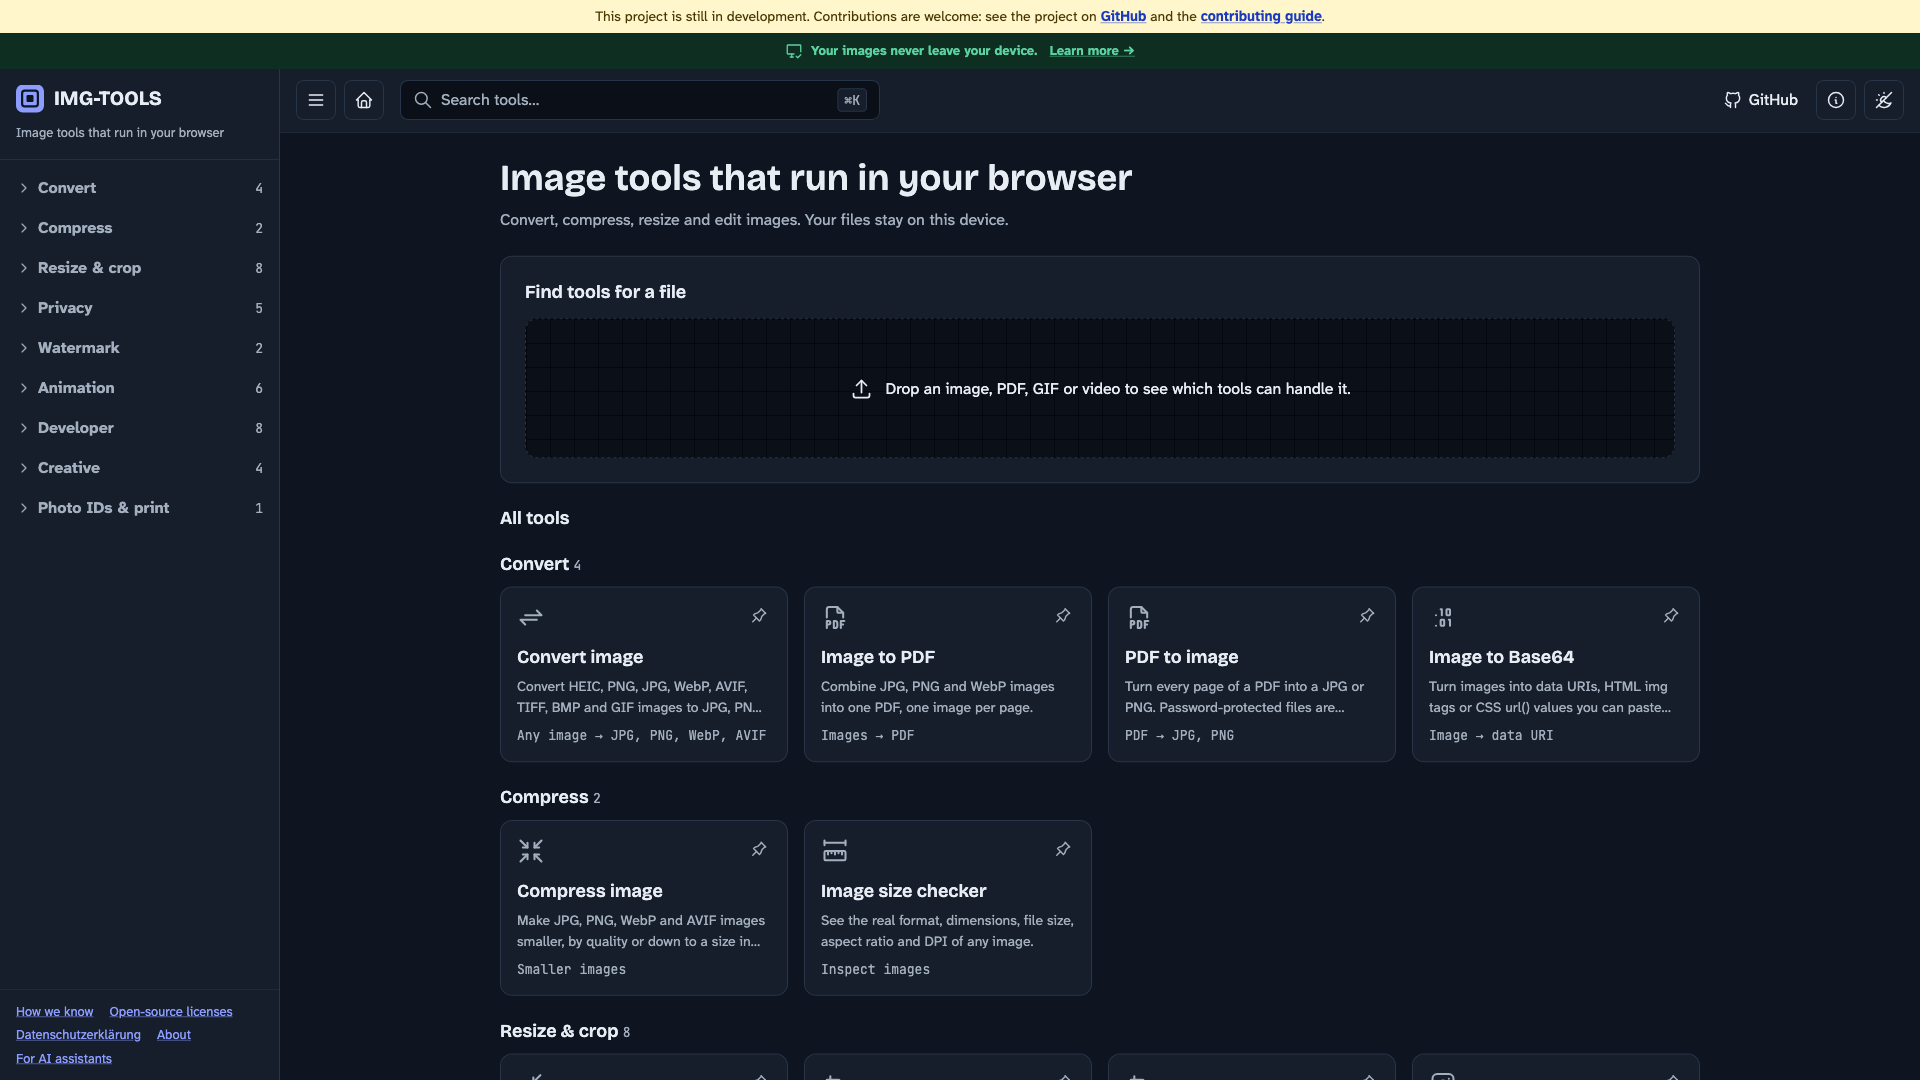 This project is still in development. Contributions are welcome: see the project on GitHub and the contributing guide.
Your images never leave your device. Learn more →
IMG-TOOLS
Image tools that run in your browser
Search tools...
⌘K
GitHub
Convert 4
Compress 2
Resize & crop 8
Privacy 5
Watermark 2
Animation 6
Developer 8
Creative 4
Photo IDs & print 1
How we know Open-source licenses
Datenschutzerklärung About
For AI assistants
Image tools that run in your browser
Convert, compress, resize and edit images. Your files stay on this device.
Find tools for a file
Drop an image, PDF, GIF or video to see which tools can handle it.
All tools
Convert 4
Convert image
Convert HEIC, PNG, JPG, WebP, AVIF,
TIFF, BMP and GIF images to JPG, PN...
Any image → JPG, PNG, WebP, AVIF
PDF
Image to PDF
Combine JPG, PNG and WebP images
into one PDF, one image per page.
Images → PDF
PDF
PDF to image
Turn every page of a PDF into a JPG or
PNG. Password-protected files are...
PDF → JPG, PNG
.10
.01
Image to Base64
Turn images into data URIs, HTML img
tags or CSS url() values you can paste...
Image → data URI
Compress 2
Compress image
Make JPG, PNG, WebP and AVIF images
smaller, by quality or down to a size in...
Smaller images
Image size checker
See the real format, dimensions, file size,
aspect ratio and DPI of any image.
Inspect images
Resize & crop 8